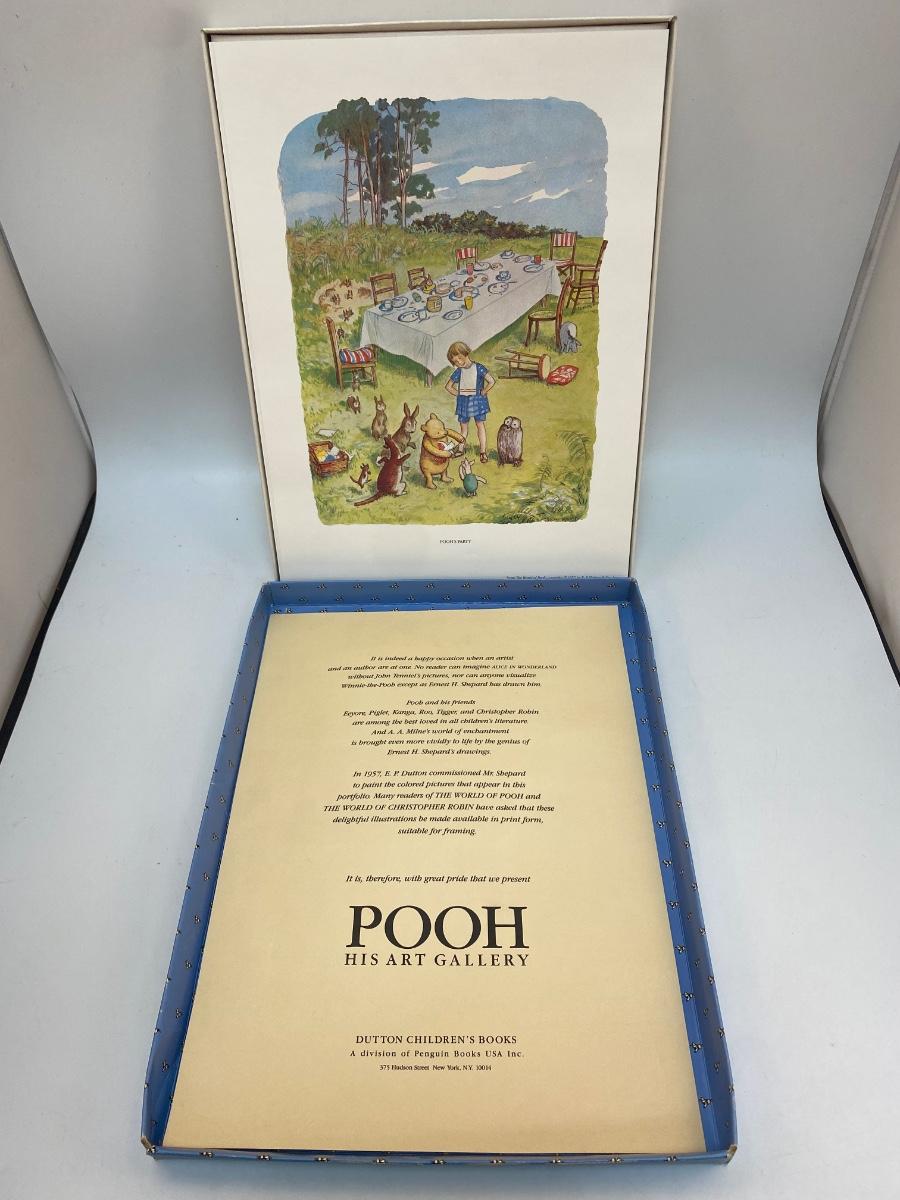 POOH'S PARTY
It is indeed a happy occasion when an artist
and an author are at one. No reader can imagine ALICE IN WONDERLAND
without John Tenniel's pictures, nor can anyone visualize
Winnie-the-Pooh except as Ernest H. Shepard has drawn him.
Pooh and his friends
Eeyore, Piglet, Kanga, Roo, Tigger, and Christopher Robin
are among the best loved in all children's literature.
And A. A. Milne's world of enchantment
is brought even more vividly to life by the genius of
Ernest H. Shepard's drawings.
In 1957, E. P. Dutton commissioned Mr. Shepard
to paint the colored pictures that appear in this
portfolio. Many readers of THE WORLD OF POOH and
THE WORLD OF CHRISTOPHER ROBIN have asked that these
delightful illustrations be made available in print form,
suitable for framing.
It is, therefore, with great pride that we present
POOH
HIS ART GALLERY
DUTTON CHILDREN'S BOOKS
A division of Penguin Books USA Inc.
375 Hudson Street New York, N.Y. 10014